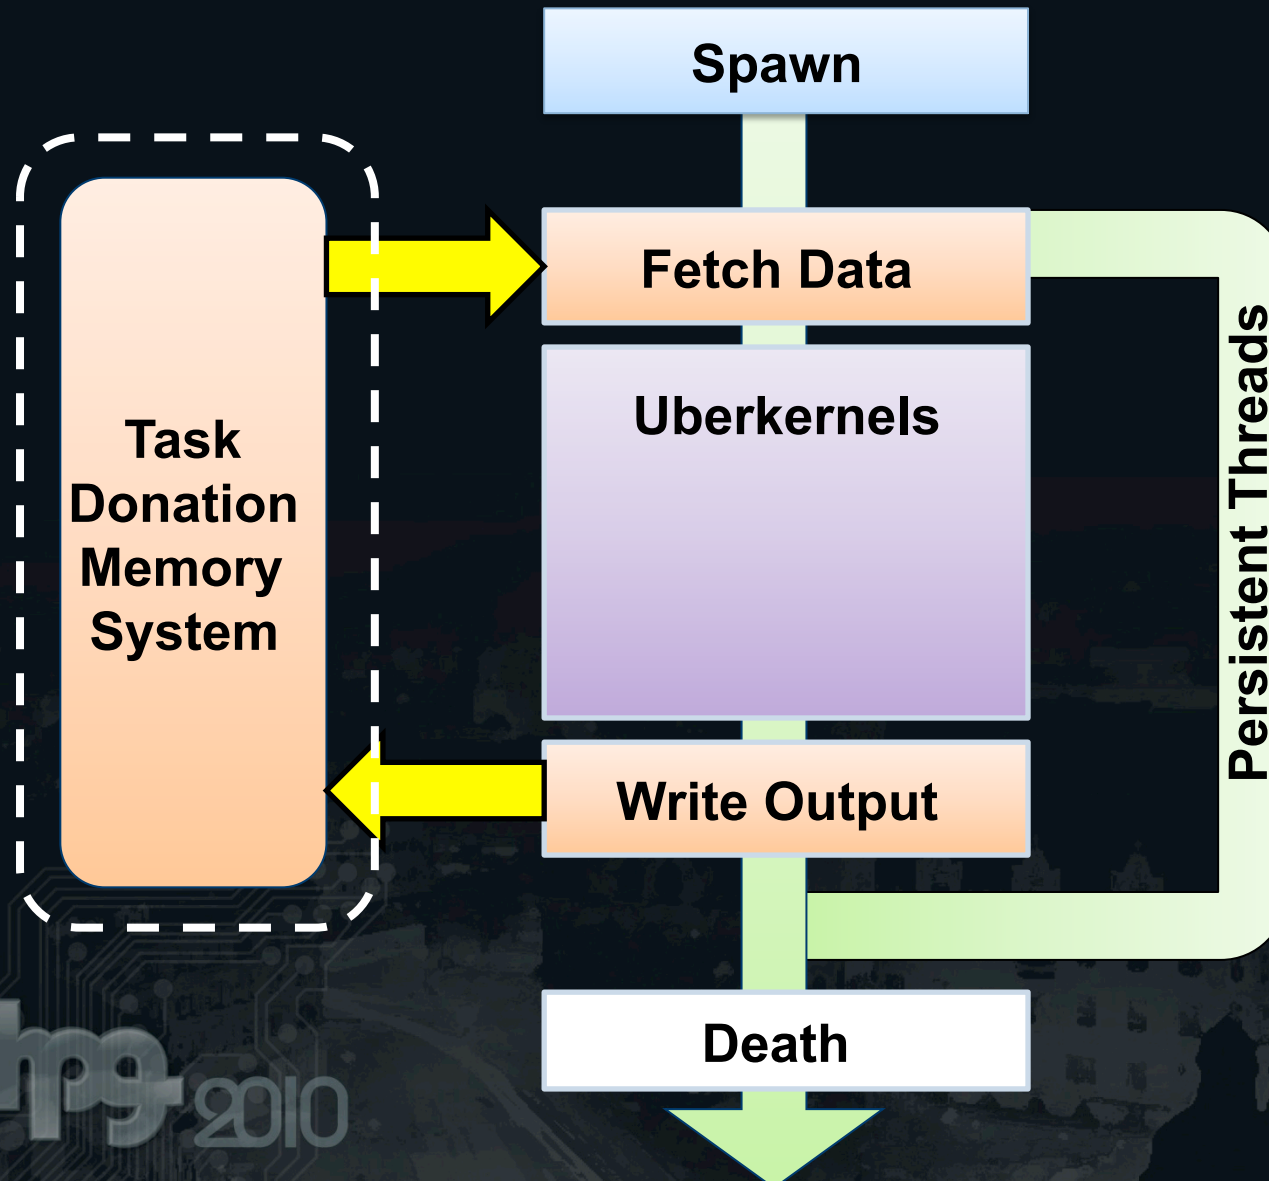 Spawn
Fetch Data
Uberkernels
Task
Donation
Memory
System
Persistent Threads
Write Output
Death
hpg 2010